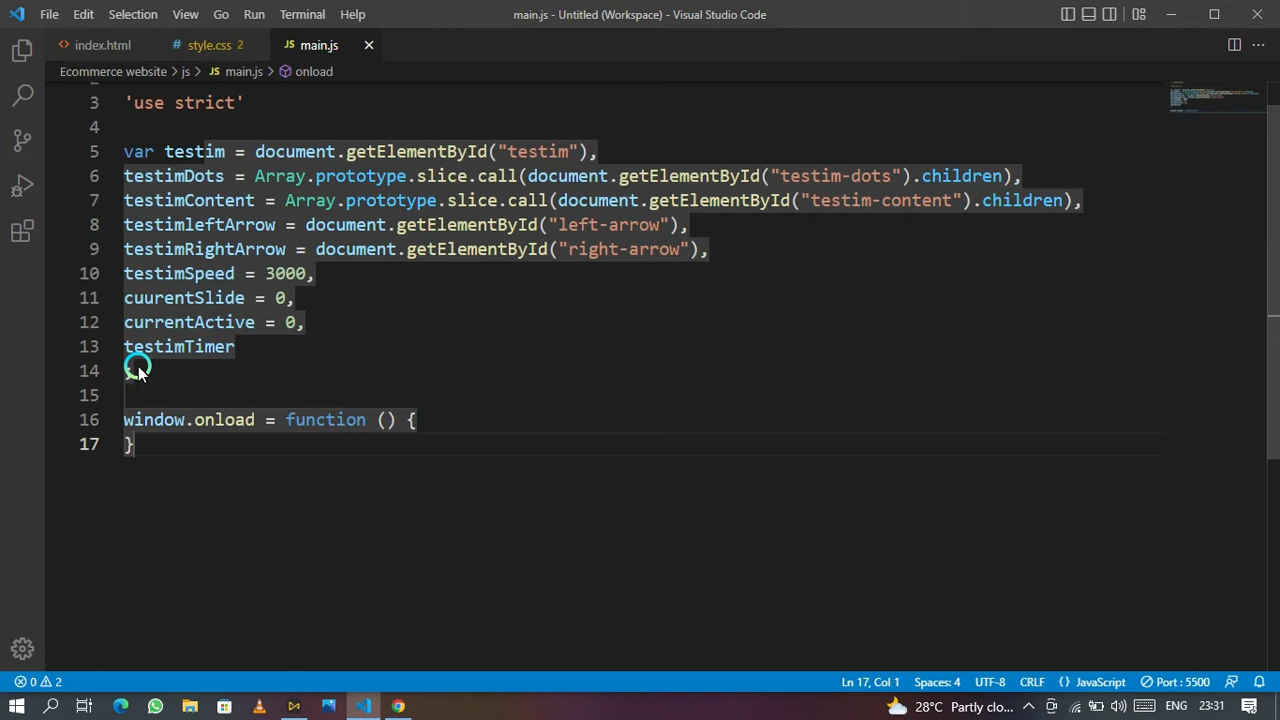 File Edit Selection View Go Run Terminal Help
main.js - Untitled (Workspace) - Visual Studio Code
index.html
style.css 2
JS main.js
Ecommerce website > js > JS main.js > onload
3 'use strict'
4
5 var testim = document.getElementById("testim"),
6 testimDots = Array.prototype.slice.call(document.getElementById("testim-dots").children),
7 testimContent = Array.prototype.slice.call(document.getElementById("testim-content").children),
8 testimleftArrow = document.getElementById("left-arrow"),
9 testimRightArrow = document.getElementById("right-arrow"),
10 testimSpeed = 3000,
11 cuurentSlide = 0,
12 currentActive = 0,
13 testimTimer
14 ;
15
16 window.onload = function () {
17 }
0 2
Ln 17, Col 1 Spaces: 4 UTF-8 CRLF {} JavaScript Port : 5500
28°C Partly clo... ENG 23:31